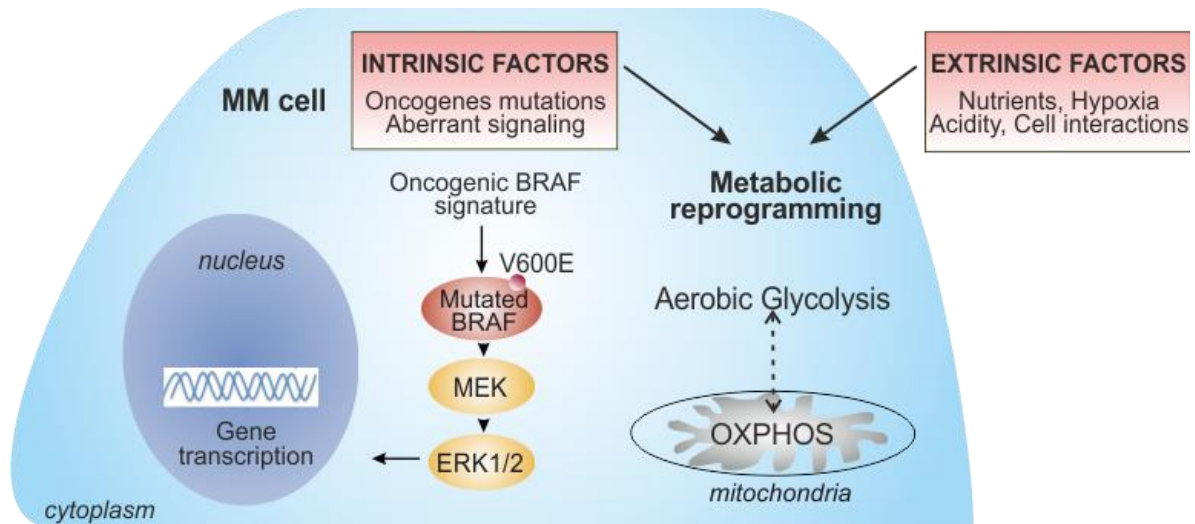 MM cell
INTRINSIC FACTORS
Oncogenes mutations
Aberrant signaling
EXTRINSIC FACTORS
Nutrients, Hypoxia
Acidity, Cell interactions
Oncogenic BRAF
signature
V600E
Mutated
BRAF
MEK
ERK1/2
nucleus
Gene
transcription
cytoplasm
Metabolic
reprogramming
Aerobic Glycolysis
OXPHOS
mitochondria